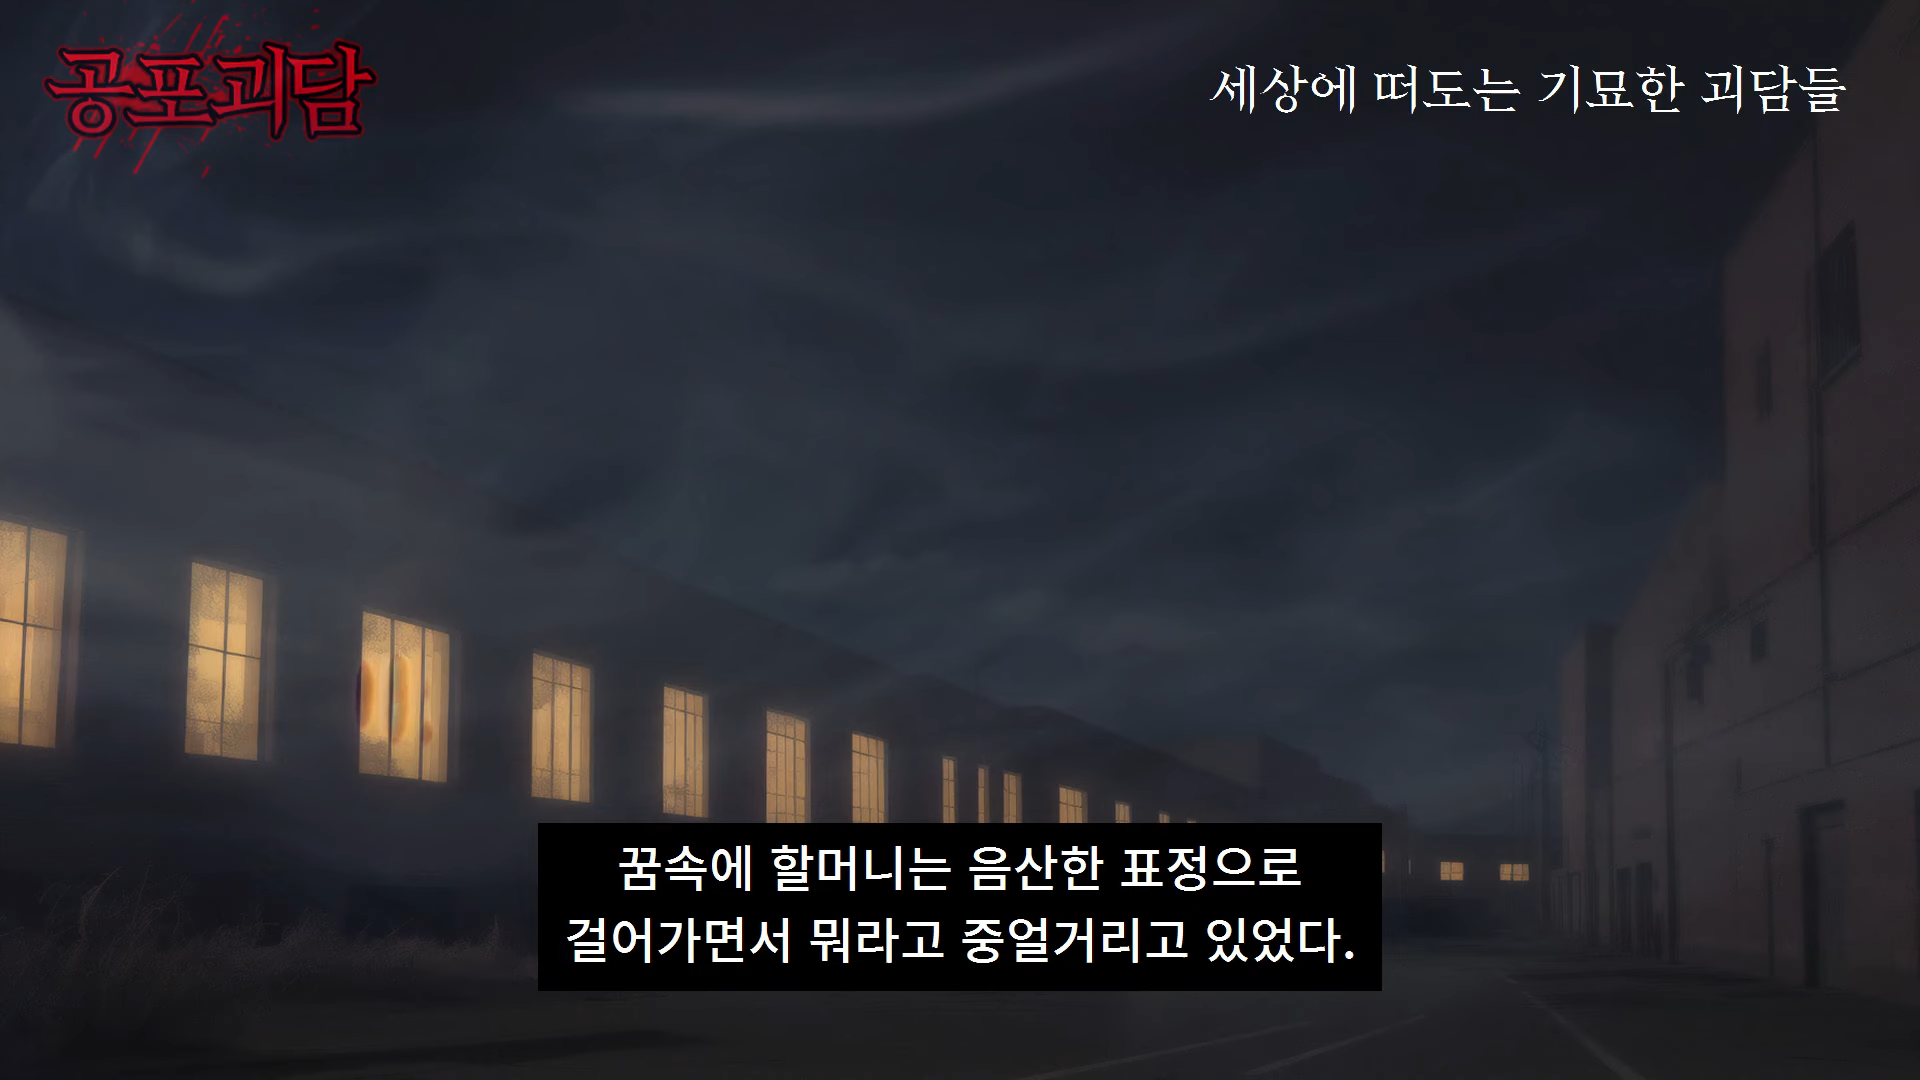 공포괴담
세상에 떠도는 기묘한 괴담들
꿈속에 할머니는 음산한 표정으로
걸어가면서 뭐라고 중얼거리고 있었다.